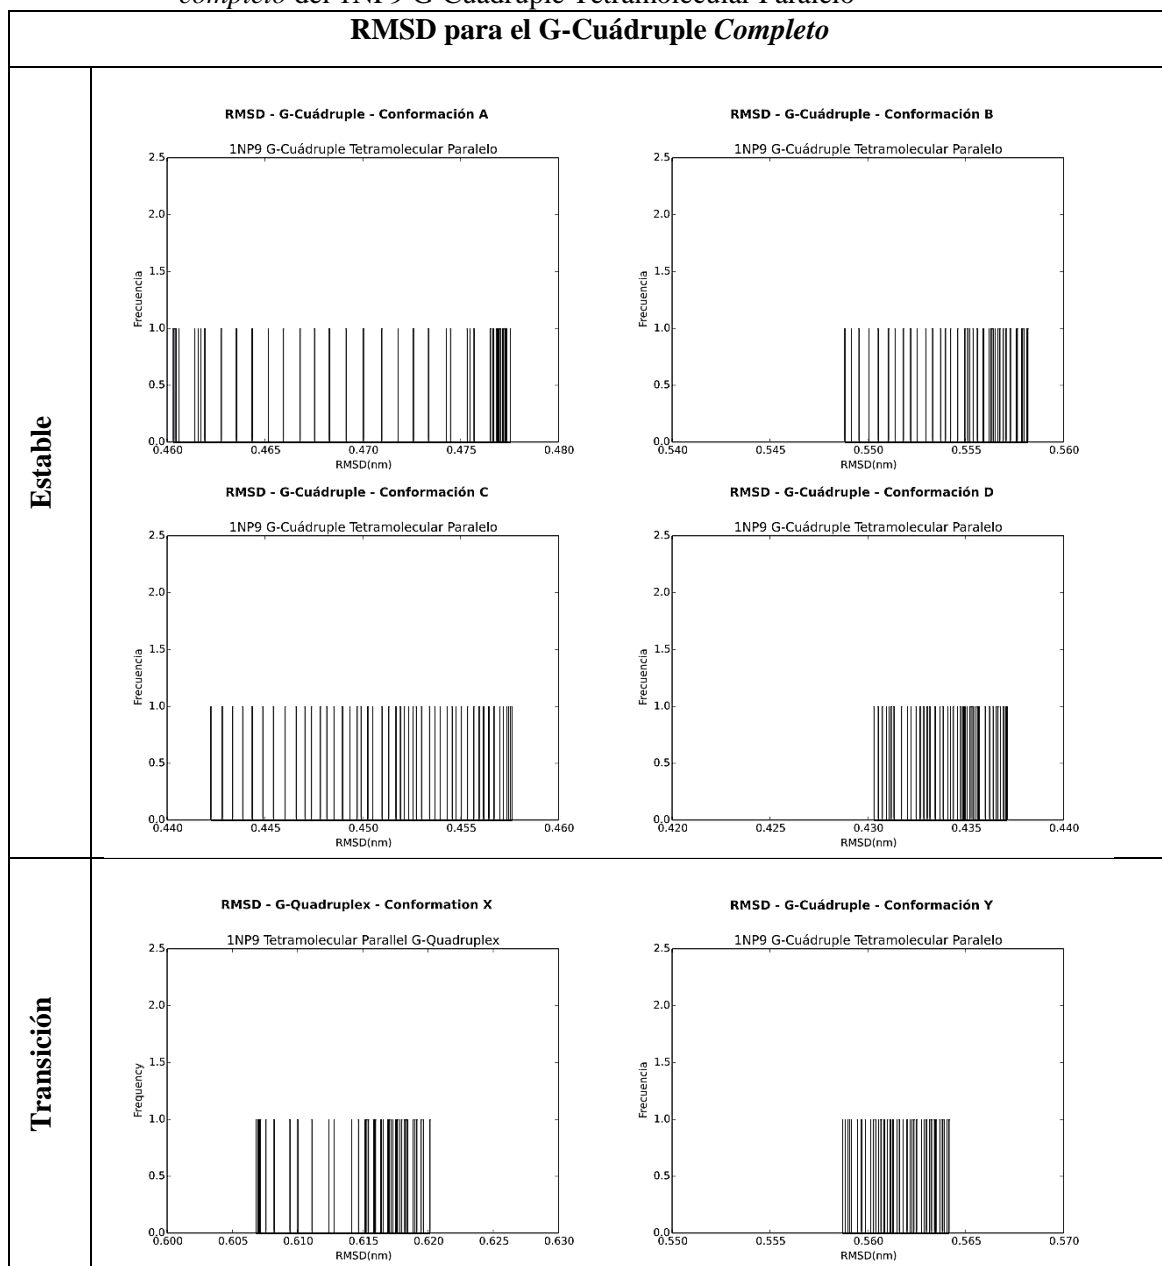 completo del 1NP9 G-Cuádruple Tetramolecular Paralelo
RMSD para el G-Cuádruple Completo
Estable
RMSD - G-Cuádruple - Conformación A
1NP9 G-Cuádruple Tetramolecular Paralelo
2.5
2.0
1.5
1.0
0.5
0.0
Frecuencia
0.460 0.465 0.470 0.475 0.480
RMSD(nm)
RMSD - G-Cuádruple - Conformación B
1NP9 G-Cuádruple Tetramolecular Paralelo
2.5
2.0
1.5
1.0
0.5
0.0
Frecuencia
0.540 0.545 0.550 0.555 0.560
RMSD(nm)
RMSD - G-Cuádruple - Conformación C
1NP9 G-Cuádruple Tetramolecular Paralelo
2.5
2.0
1.5
1.0
0.5
0.0
Frecuencia
0.440 0.445 0.450 0.455 0.460
RMSD(nm)
RMSD - G-Cuádruple - Conformación D
1NP9 G-Cuádruple Tetramolecular Paralelo
2.5
2.0
1.5
1.0
0.5
0.0
Frecuencia
0.420 0.425 0.430 0.435 0.440
RMSD(nm)
Transición
RMSD - G-Quadruplex - Conformation X
1NP9 Tetramolecular Parallel G-Quadruplex
2.5
2.0
1.5
1.0
0.5
0.0
Frequency
0.600 0.605 0.610 0.615 0.620 0.625 0.630
RMSD(nm)
RMSD - G-Cuádruple - Conformación Y
1NP9 G-Cuádruple Tetramolecular Paralelo
2.5
2.0
1.5
1.0
0.5
0.0
Frecuencia
0.550 0.555 0.560 0.565 0.570
RMSD(nm)